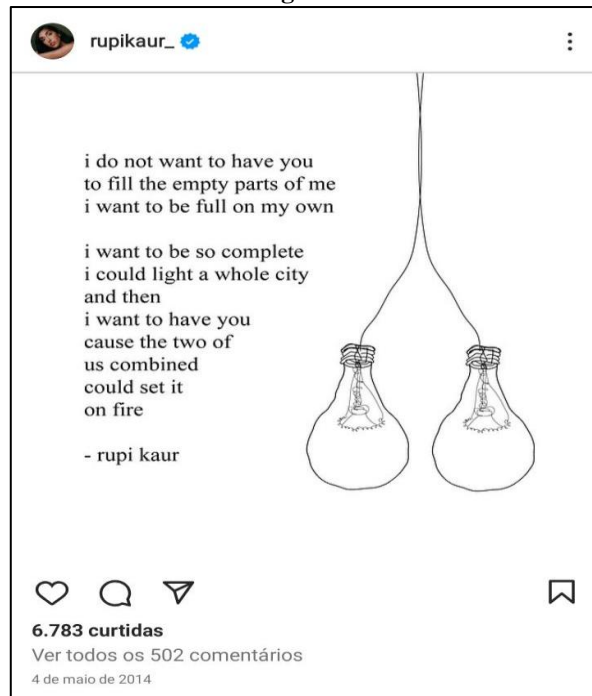 rupikaur_
i do not want to have you
to fill the empty parts of me
i want to be full on my own
i want to be so complete
i could light a whole city
and then
i want to have you
cause the two of
us combined
could set it
on fire
- rupi kaur
6.783 curtidas
Ver todos os 502 comentários
4 de maio de 2014